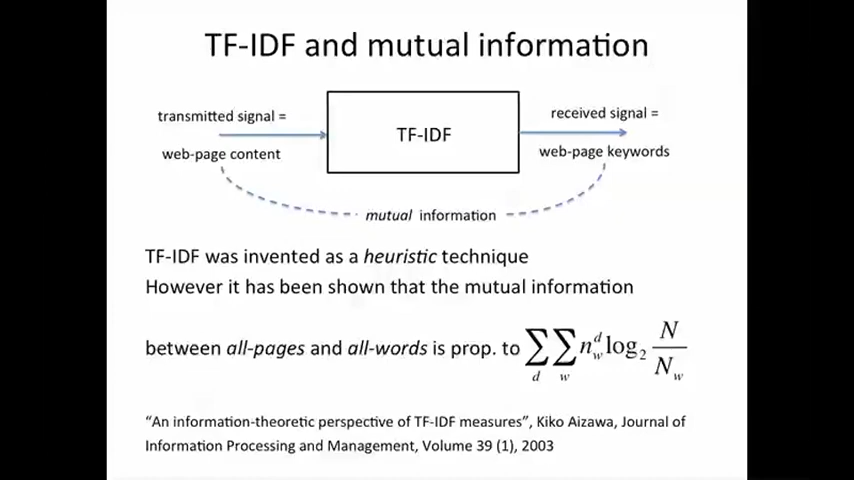 TF-IDF and mutual information
transmitted signal =
web-page content
TF-IDF
received signal =
web-page keywords
mutual information
TF-IDF was invented as a heuristic technique
However it has been shown that the mutual information
between all-pages and all-words is prop. to ∑_d ∑_w n_w^d log₂ N/N_w
“An information-theoretic perspective of TF-IDF measures”, Kiko Aizawa, Journal of
Information Processing and Management, Volume 39 (1), 2003